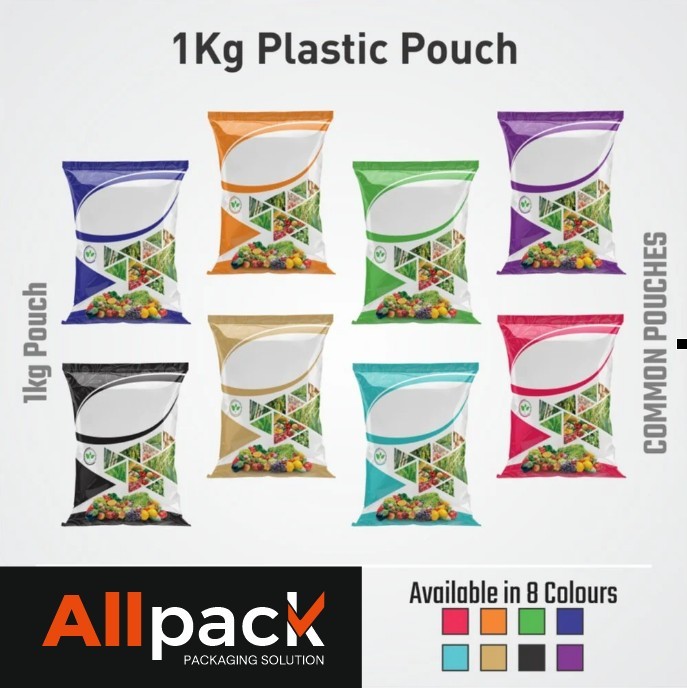 1Kg Plastic Pouch
1kg Pouch
COMMON POUCHES
Allpack
PACKAGING SOLUTION
Available in 8 Colours